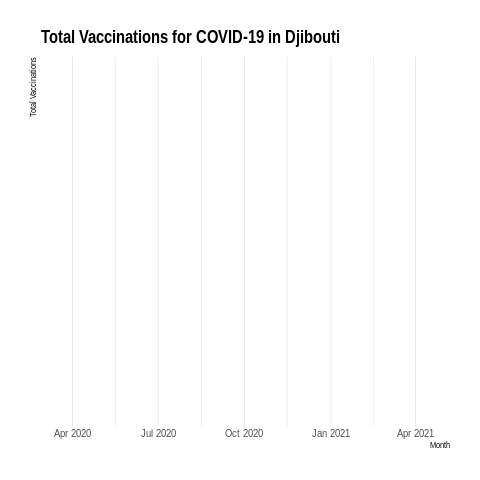 Total Vaccinations for COVID-19 in Djibouti
Total Vaccinations
Apr 2020
Jul 2020
Oct 2020
Jan 2021
Apr 2021
Month